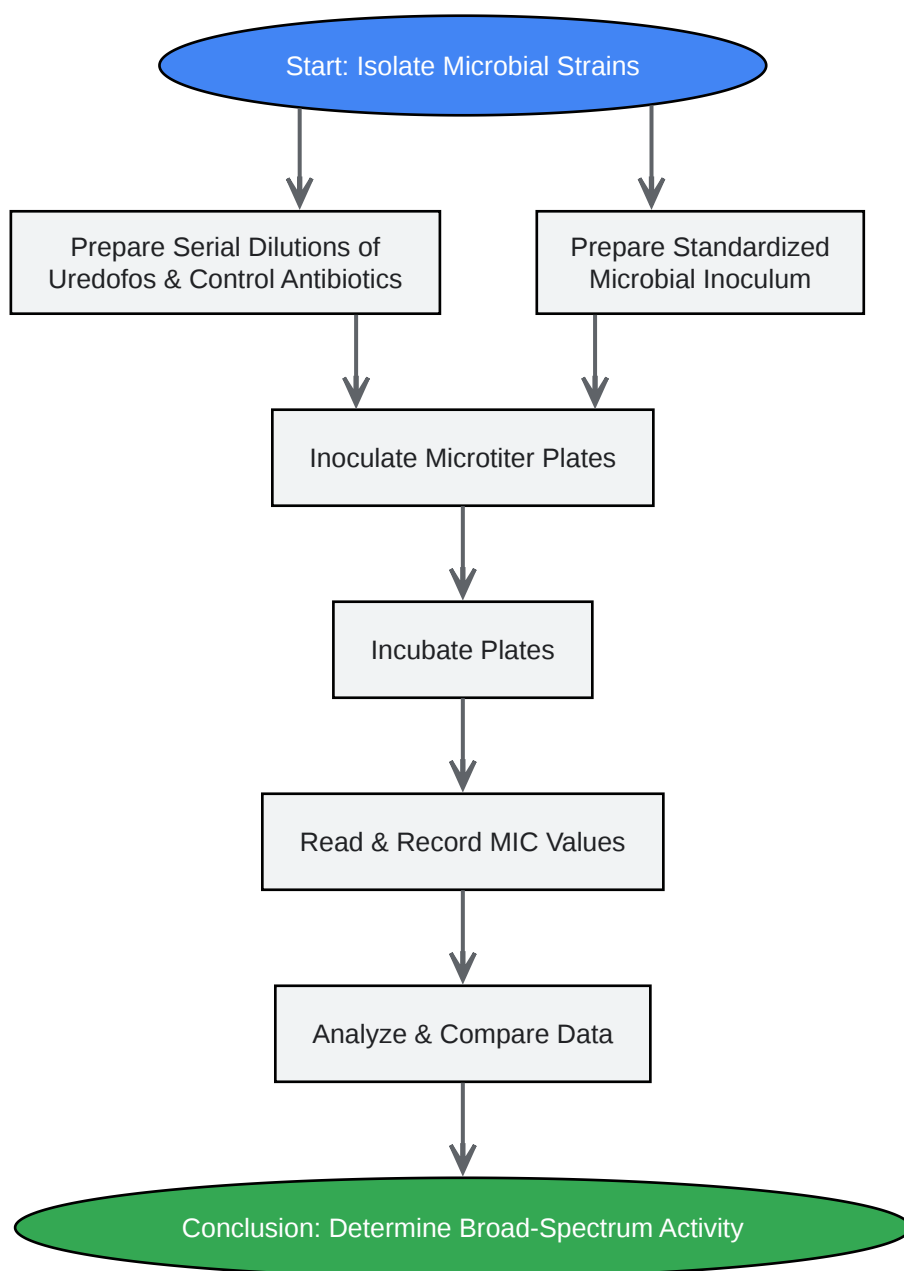 Start: Isolate Microbial Strains
Prepare Serial Dilutions of
Uredofos & Control Antibiotics
Prepare Standardized
Microbial Inoculum
Inoculate Microtiter Plates
Incubate Plates
Read & Record MIC Values
Analyze & Compare Data
Conclusion: Determine Broad-Spectrum Activity